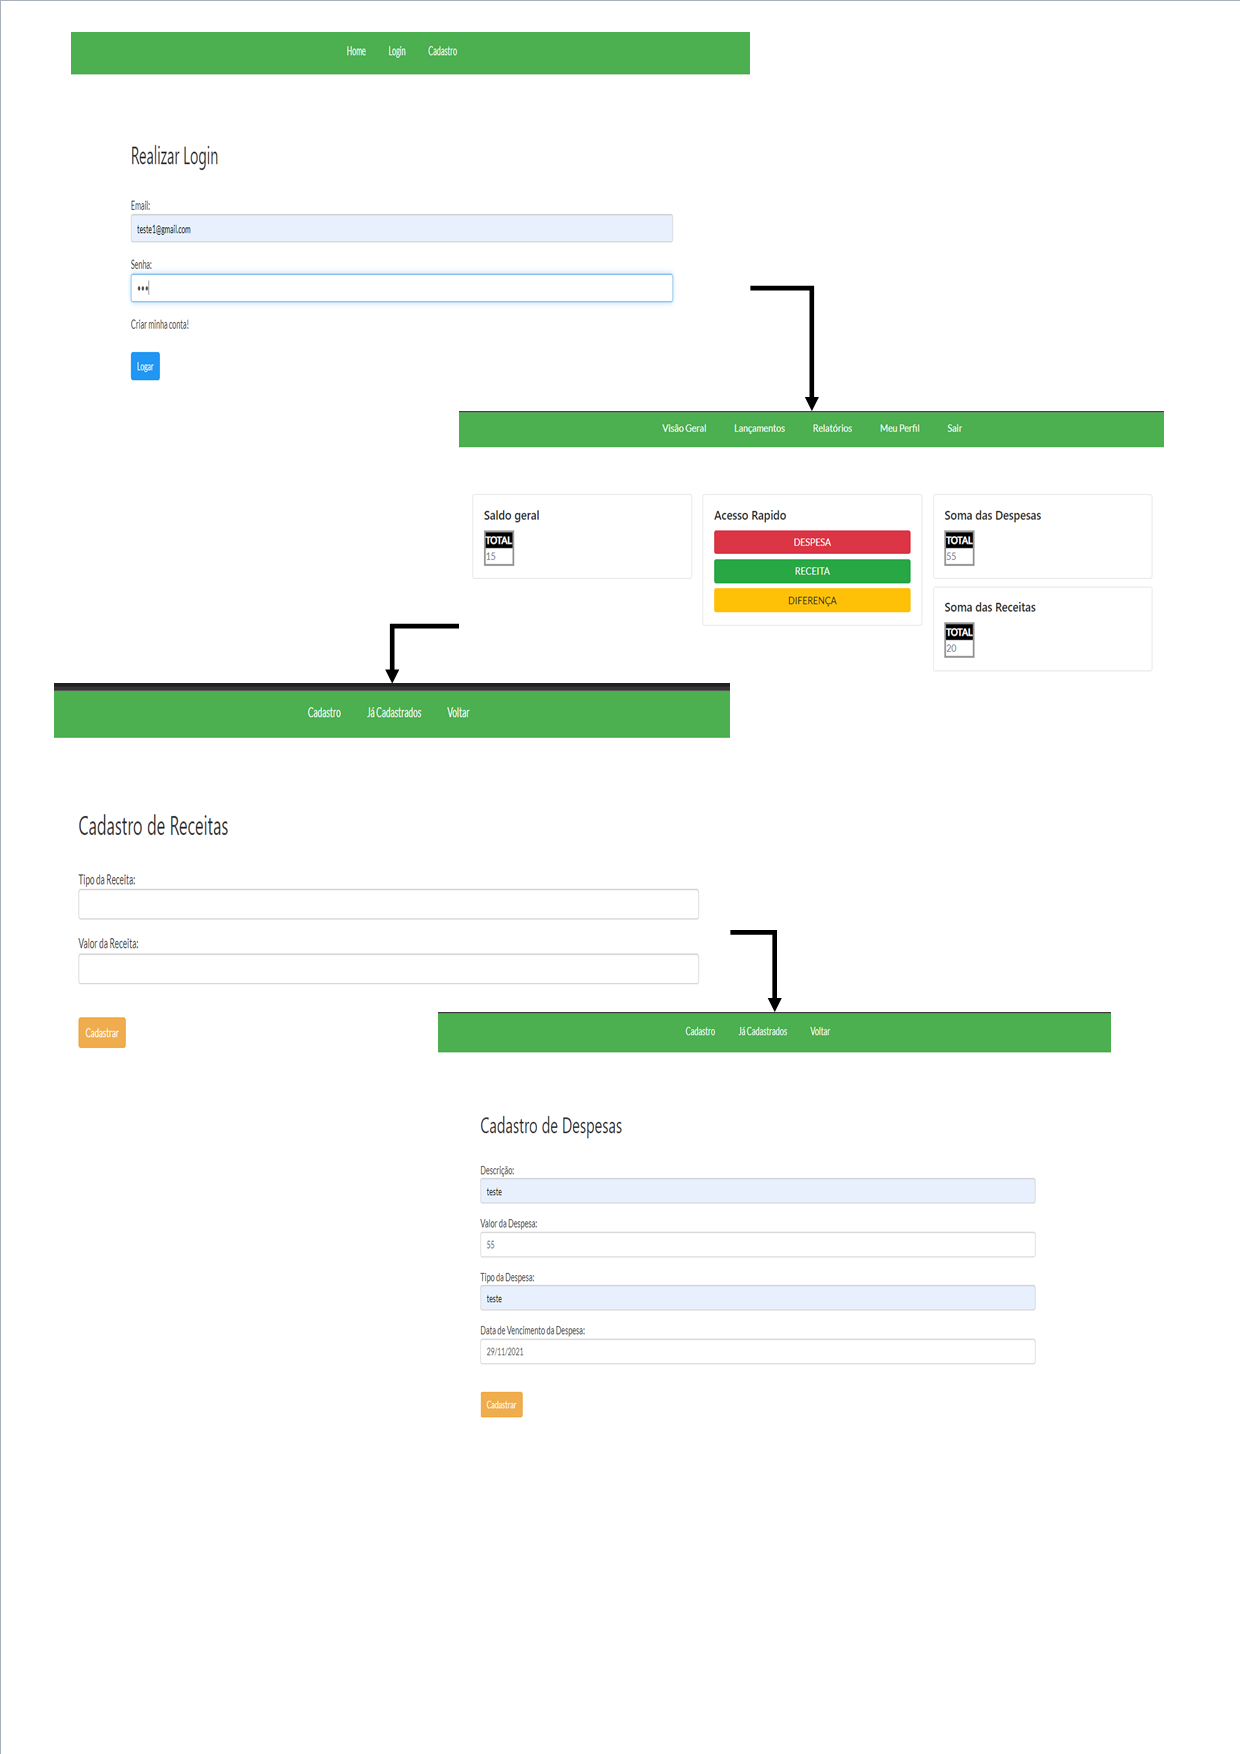 Home Login Cadastro
Realizar Login
Email:
teste1@gmail.com
Senha:
•••
Criar minha conta!
Logar
Visão Geral Lançamentos Relatórios Meu Perfil Sair
Saldo geral
TOTAL
15
Acesso Rapido
DESPESA
RECEITA
DIFERENÇA
Soma das Despesas
TOTAL
55
Soma das Receitas
TOTAL
20
Cadastro Já Cadastrados Voltar
Cadastro de Receitas
Tipo da Receita:
Valor da Receita:
Cadastrar
Cadastro Já Cadastrados Voltar
Cadastro de Despesas
Descrição:
teste
Valor da Despesa:
55
Tipo da Despesa:
teste
Data de Vencimento da Despesa:
29/11/2021
Cadastrar